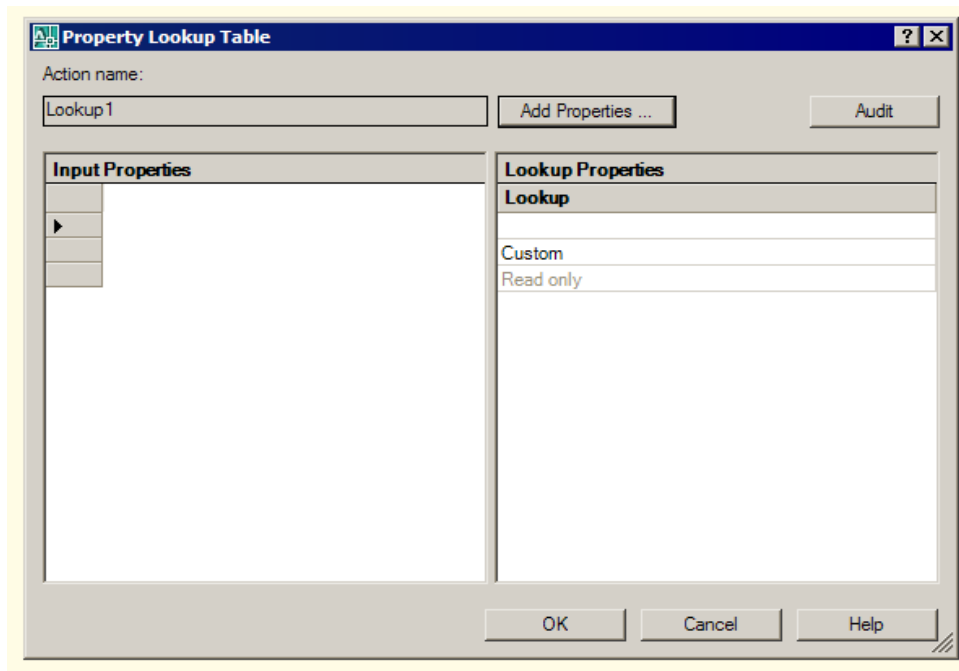 Property Lookup Table
Action name:
Lookup1 Add Properties ... Audit
Input Properties Lookup Properties
Lookup
Custom
Read only
OK Cancel Help